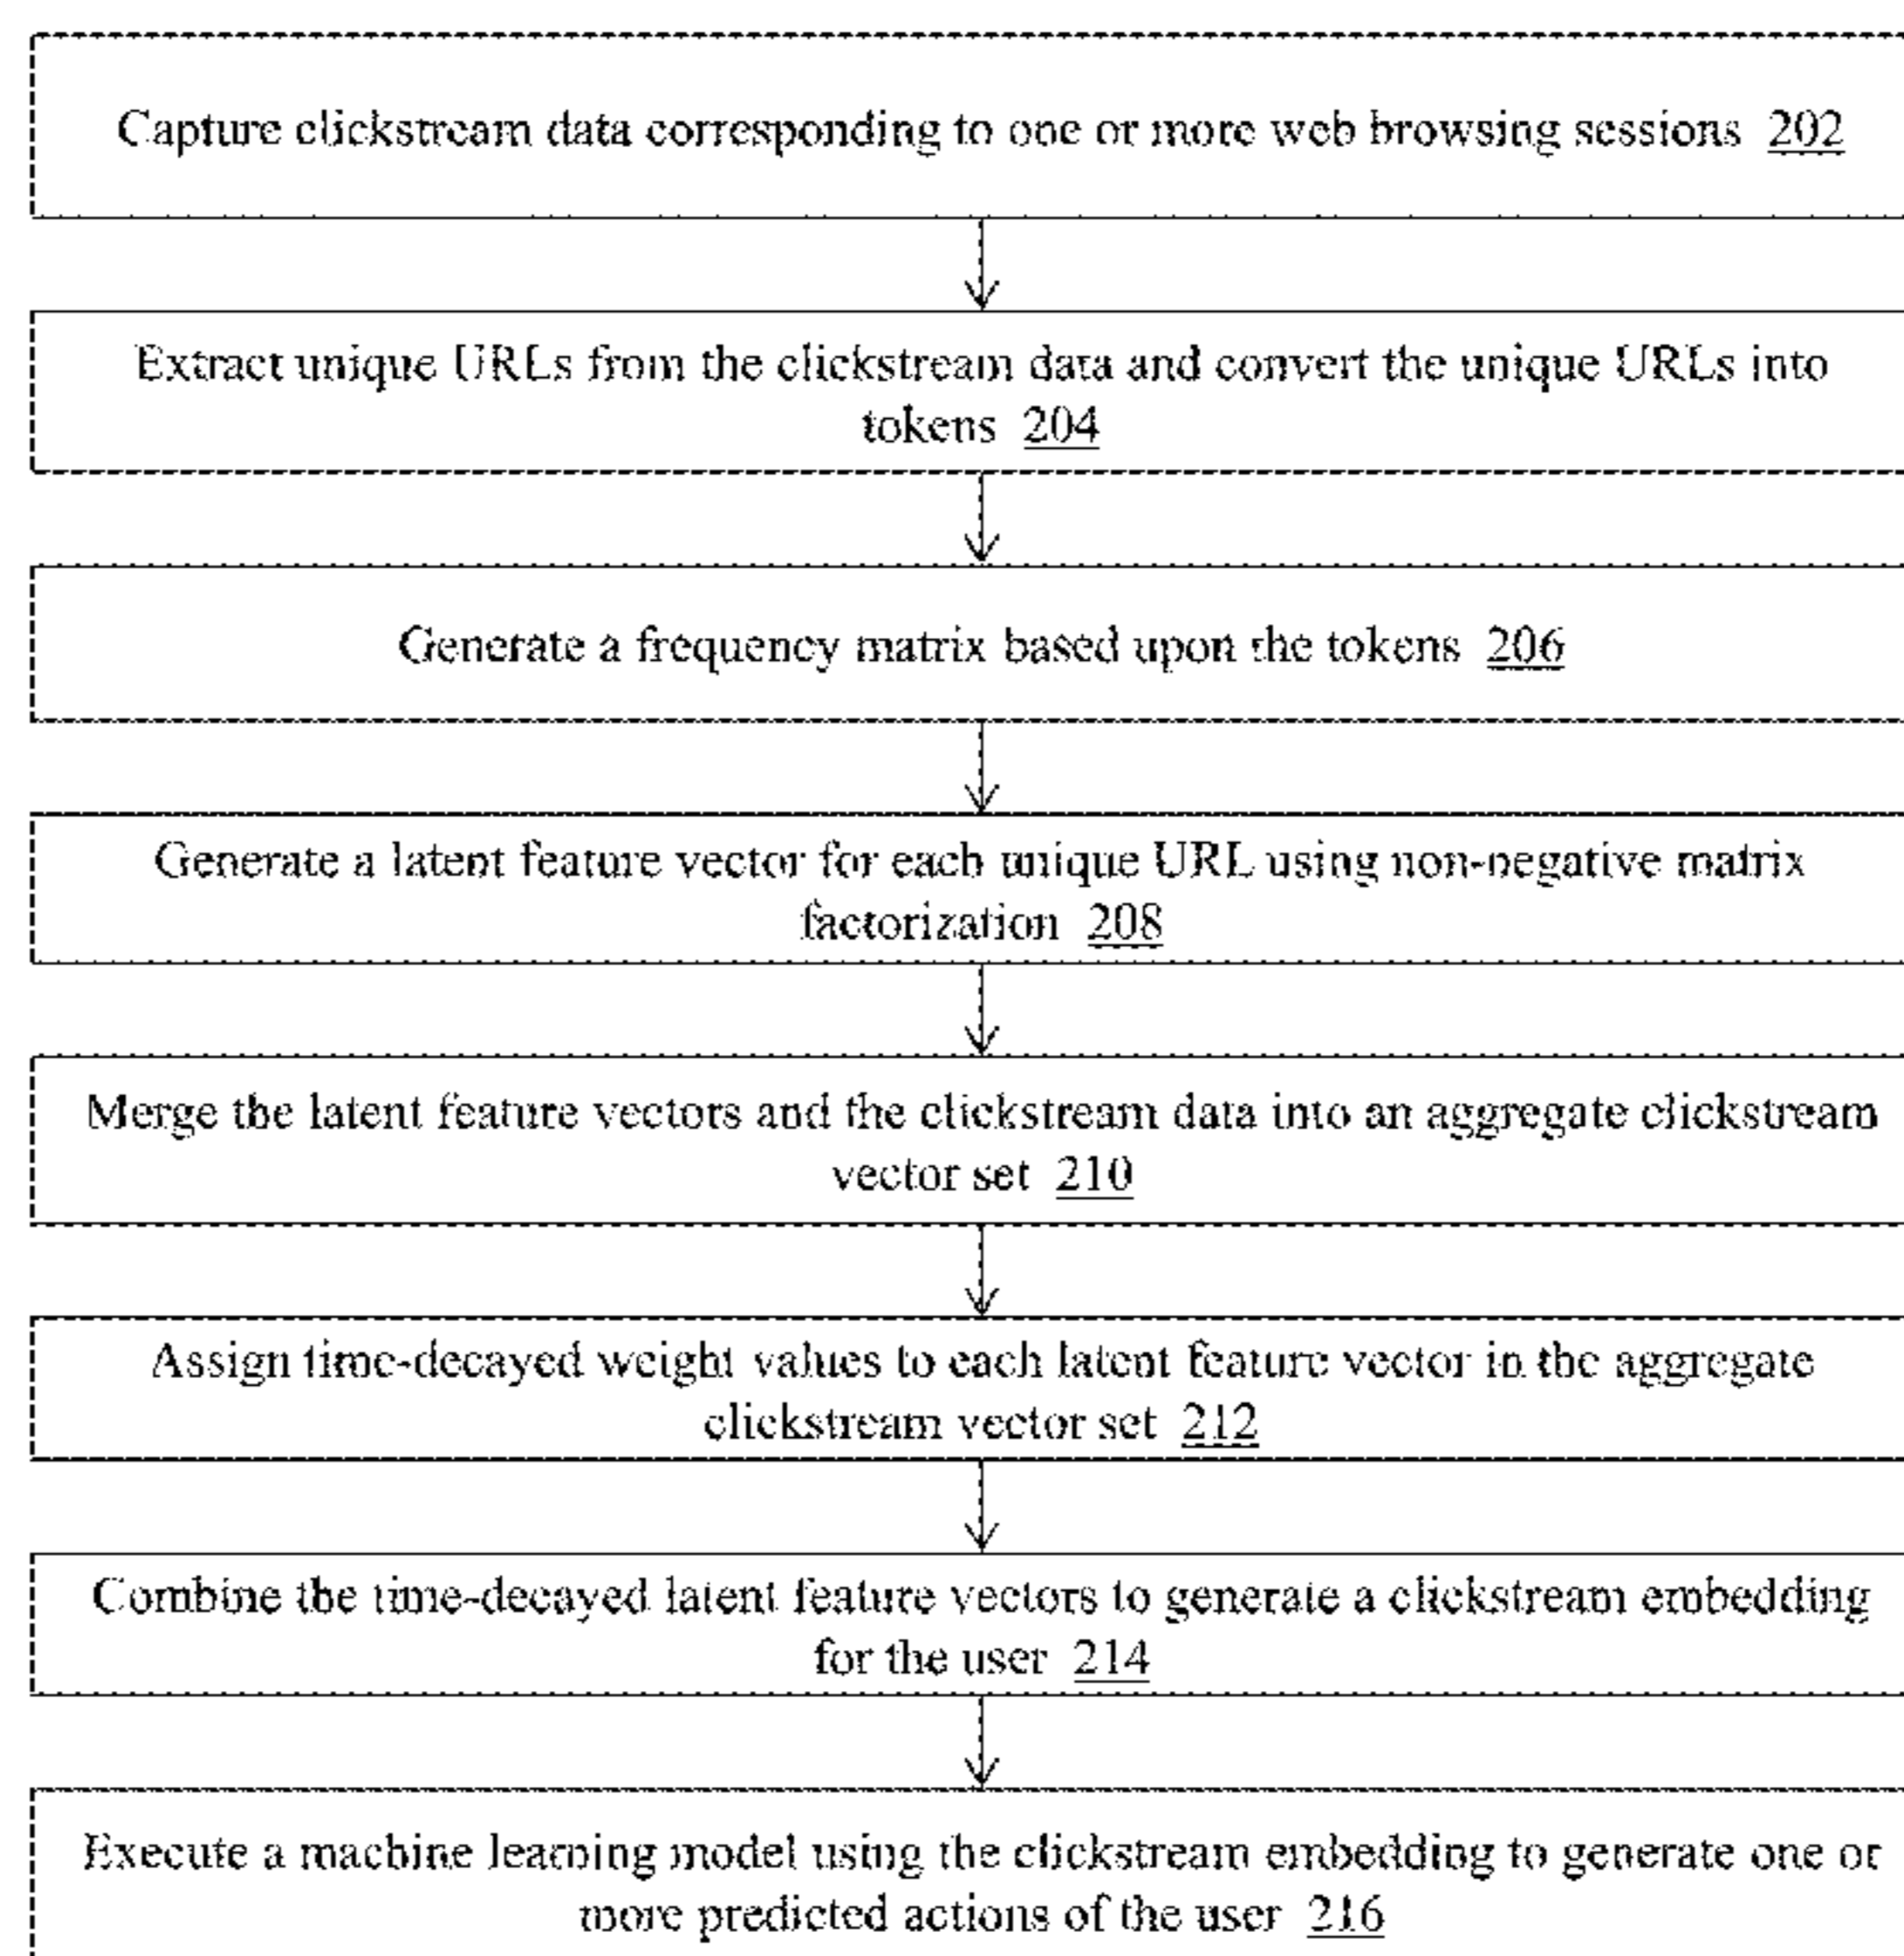 Capture clickstream data corresponding to one or more web browsing sessions 202
Extract unique URLs from the clickstream data and convert the unique URLs into
tokens 204
Generate a frequency matrix based upon the tokens 206
Generate a latent feature vector for each unique URL using non-negative matrix
factorization 208
Merge the latent feature vectors and the clickstream data into an aggregate clickstream
vector set 210
Assign time-decayed weight values to each latent feature vector in the aggregate
clickstream vector set 212
Combine the time-decayed latent feature vectors to generate a clickstream embedding
for the user 214
Execute a machine learning model using the clickstream embedding to generate one or
more predicted actions of the user 216